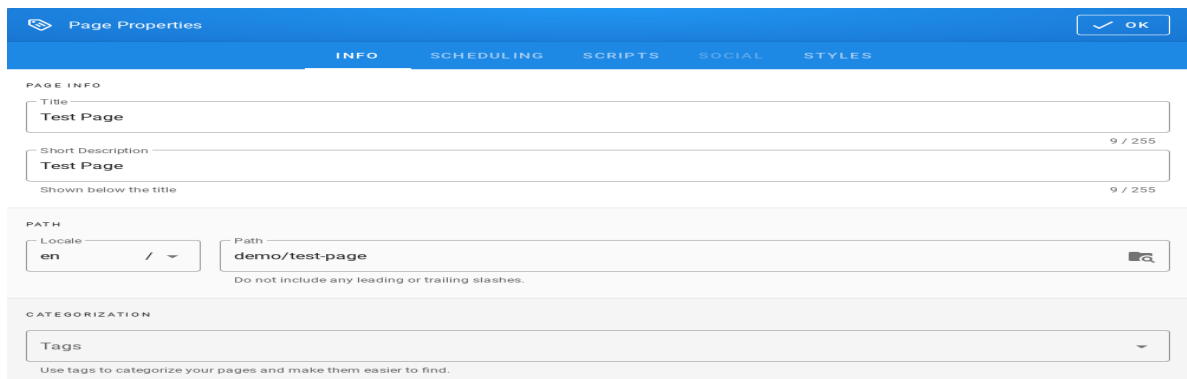 Page Properties
OK
INFO SCHEDULING SCRIPTS SOCIAL STYLES
PAGE INFO
Title
Test Page
9 / 255
Short Description
Test Page
Shown below the title
9 / 255
PATH
Locale
en /
Path
demo/test-page
Do not include any leading or trailing slashes.
CATEGORIZATION
Tags
Use tags to categorize your pages and make them easier to find.